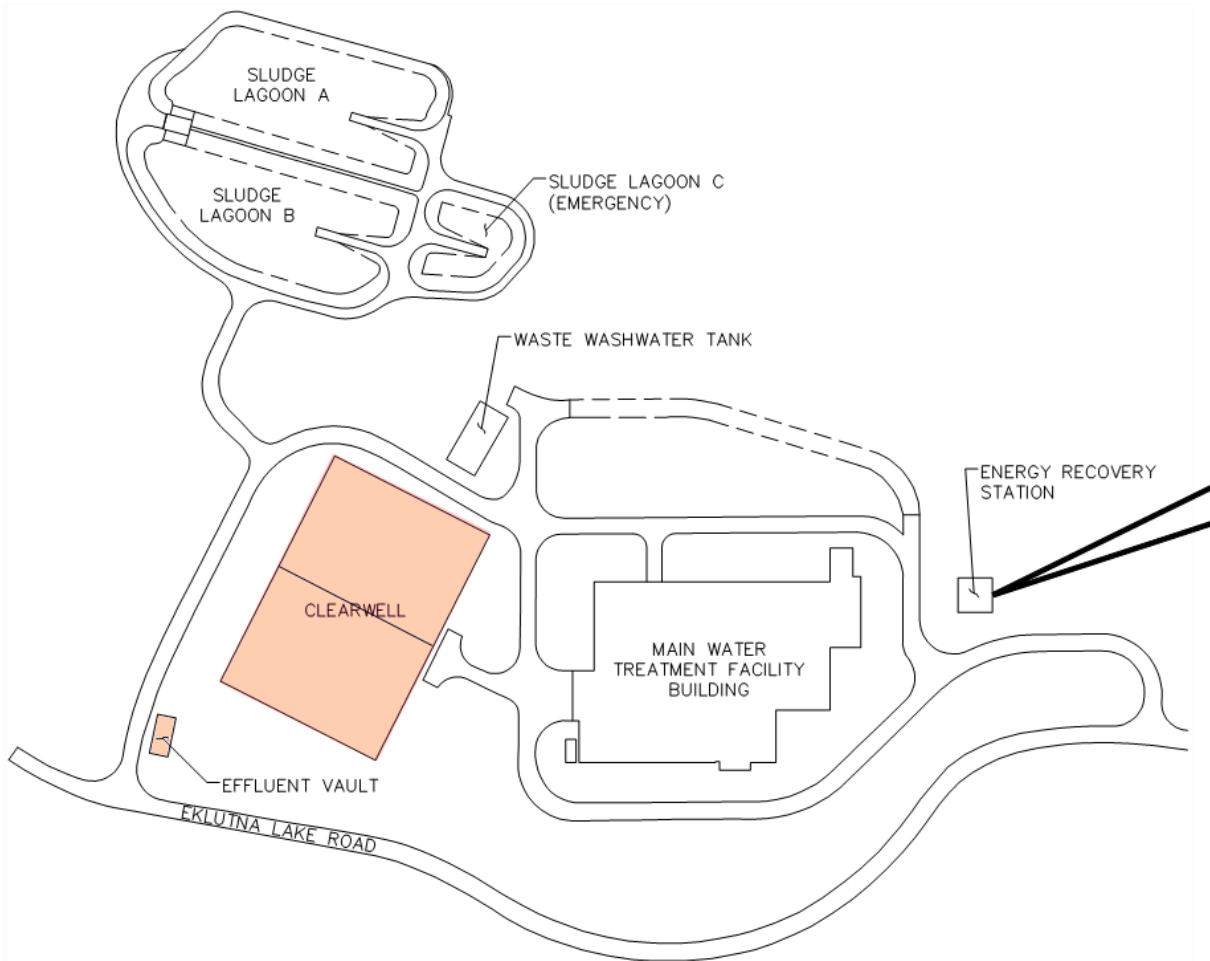 SLUDGE
LAGOON A
SLUDGE
LAGOON B
SLUDGE LAGOON C
(EMERGENCY)
WASTE WASHWATER TANK
ENERGY RECOVERY
STATION
CLEARWELL
MAIN WATER
TREATMENT FACILITY
BUILDING
EFFLUENT VAULT
EKLUTNA LAKE ROAD